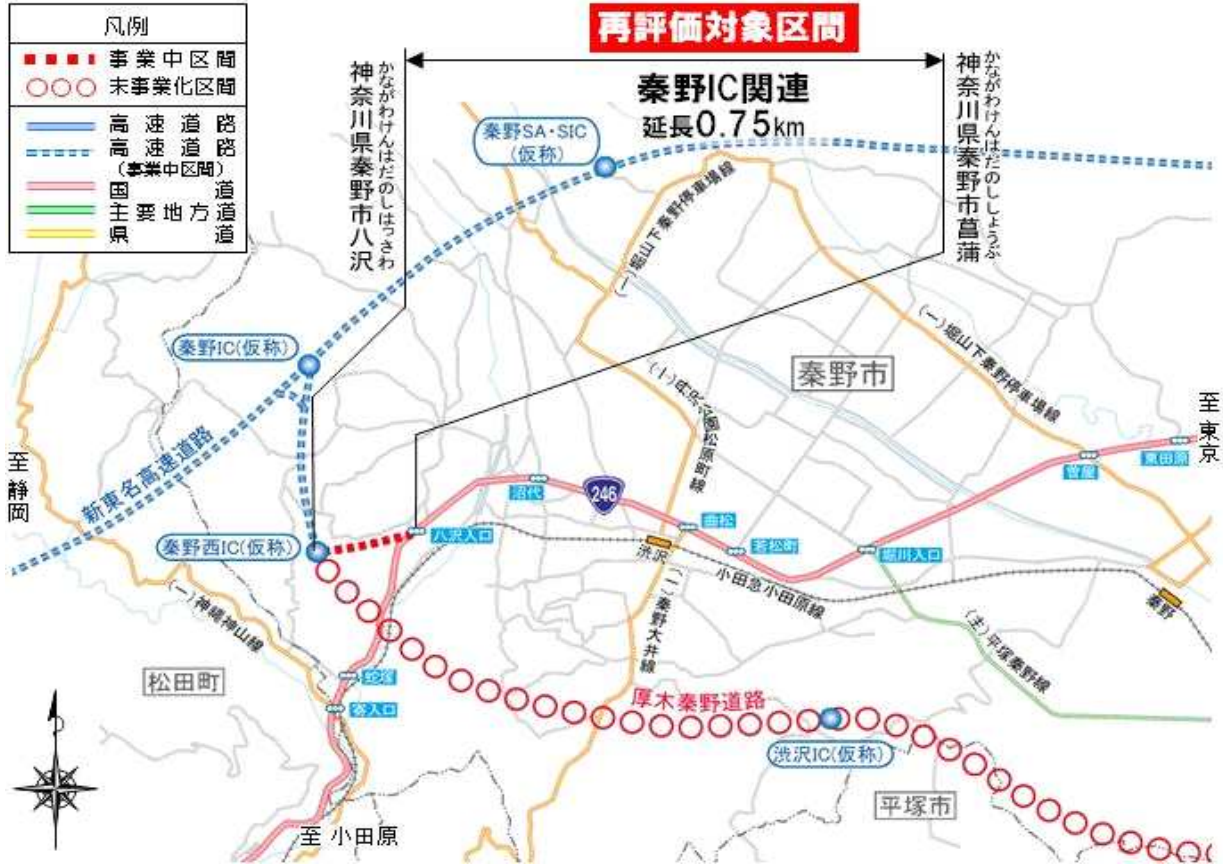 凡例
事業中区間
未事業化区間
高速道路
高速道路
(事業中区間)
国道
主要地方道
県道
再評価対象区間
秦野IC関連
延長0.75km
かながわけんはだのしはっさわ
神奈川県秦野市八沢
かながわけんはだのししょうぶ
神奈川県秦野市菖蒲
秦野SA・SIC
(仮称)
(一)堀山下秦野停車場線
(一)堀山下秦野停車場線
秦野IC(仮称)
秦野市
至東京
至静岡
新東名高速道路
東田原
曽屋
沼代
246
曲松
若松町
堀川入口
八沢入口
秦野西IC(仮称)
渋沢
小田急小田原線
秦野
(一)神縄神山線
(一)秦野大井線
(主)平塚秦野線
松田町
蛇塚
寄入口
厚木秦野道路
渋沢IC(仮称)
平塚市
至 小田原